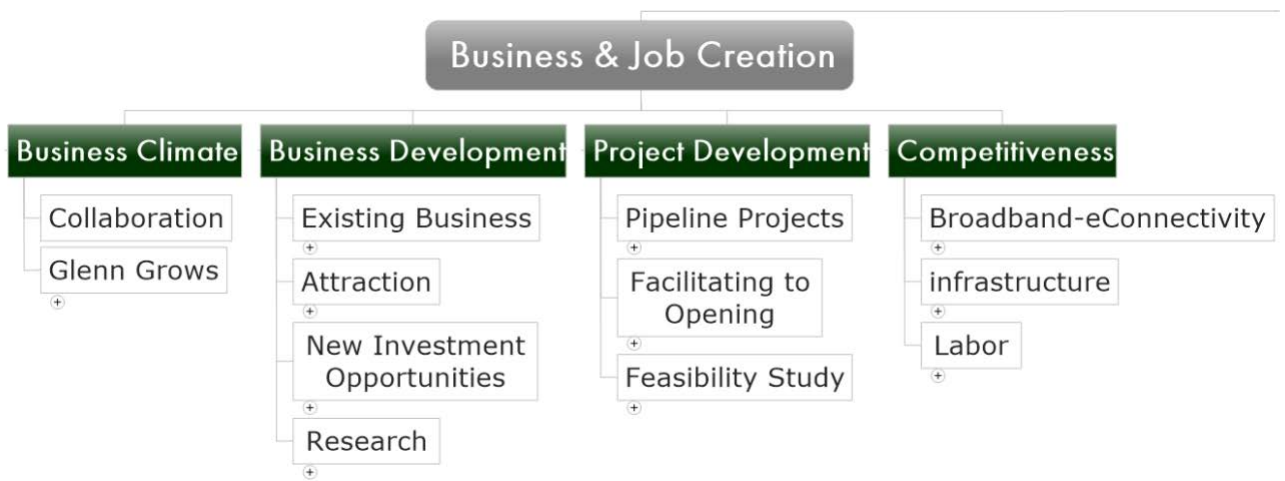 Business & Job Creation
Business Climate
Collaboration
Glenn Grows
Business Development
Existing Business
Attraction
New Investment
Opportunities
Research
Project Development
Pipeline Projects
Facilitating to
Opening
Feasibility Study
Competitiveness
Broadband-eConnectivity
infrastructure
Labor